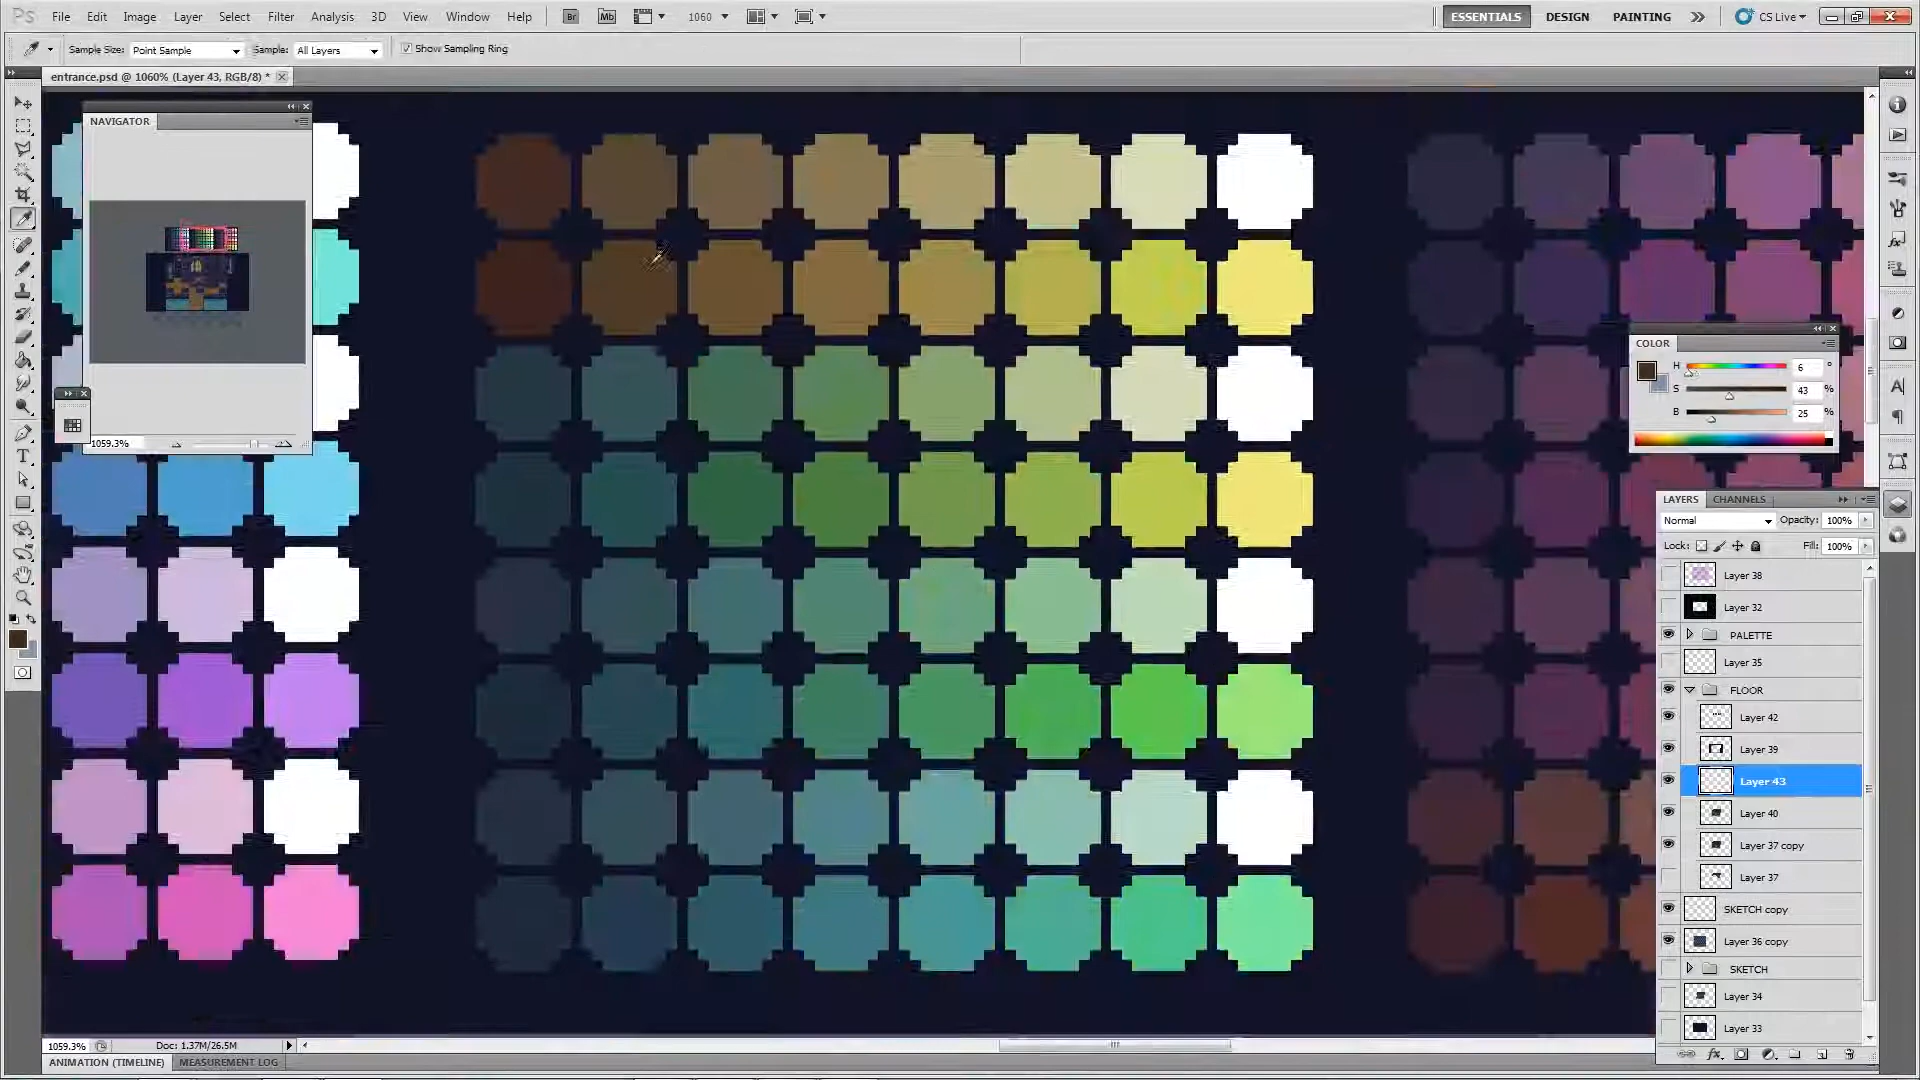 Ps File Edit Image Layer Select Filter Analysis 3D View Window Help Br Mb 1060 ESSENTIALS DESIGN PAINTING CS Live
Sample Size: Point Sample Sample: All Layers Show Sampling Ring
entrance.psd @ 1060% (Layer 43, RGB/8) *
NAVIGATOR
1059.3%
COLOR
H 6 °
S 43 %
B 25 %
LAYERS CHANNELS
Normal Opacity: 100%
Lock: Fill: 100%
Layer 38
Layer 32
PALETTE
Layer 35
FLOOR
Layer 42
Layer 39
Layer 43
Layer 40
Layer 37 copy
Layer 37
SKETCH copy
Layer 36 copy
SKETCH
Layer 34
Layer 33
1059.3% Doc: 1.37M/26.5M
ANIMATION (TIMELINE) MEASUREMENT LOG